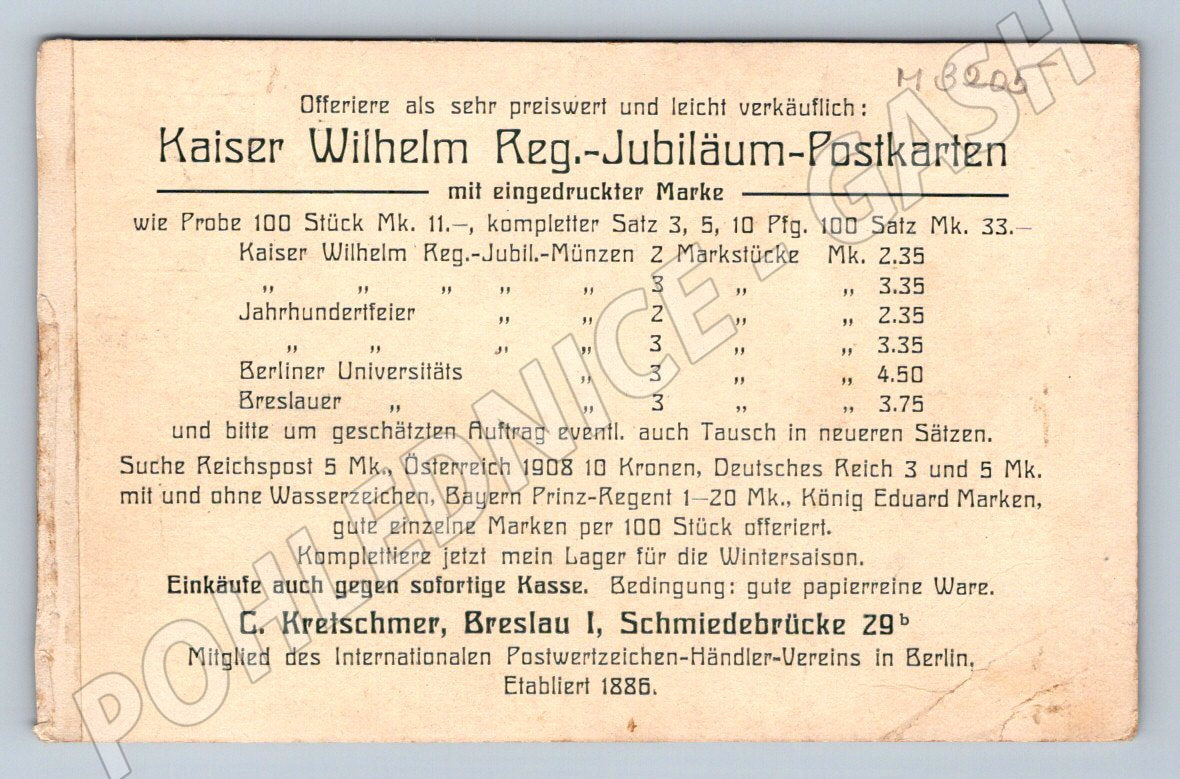 M 8205
Offeriere als sehr preiswert und leicht verkäuflich:
Kaiser Wilhelm Reg.-Jubiläum-Postkarten
mit eingedruckter Marke
wie Probe 100 Stück Mk. 11.–, kompletter Satz 3, 5, 10 Pfg. 100 Satz Mk. 33.–
Kaiser Wilhelm Reg.-Jubil.-Münzen 2 Markstücke Mk. 2.35
„ „ „ „ „ 3 „ „ 3.35
Jahrhundertfeier „ „ 2 „ „ 2.35
„ „ „ „ 3 „ „ 3.35
Berliner Universitäts „ 3 „ „ 4.50
Breslauer „ „ 3 „ „ 3.75
und bitte um geschätzten Auftrag eventl. auch Tausch in neueren Sätzen.
Suche Reichspost 5 Mk., Österreich 1908 10 Kronen, Deutsches Reich 3 und 5 Mk.
mit und ohne Wasserzeichen, Bayern Prinz-Regent 1–20 Mk., König Eduard Marken,
gute einzelne Marken per 100 Stück offeriert.
Komplettiere jetzt mein Lager für die Wintersaison.
Einkäufe auch gegen sofortige Kasse. Bedingung: gute papierreine Ware.
C. Kretschmer, Breslau I, Schmiedebrücke 29ᵇ
Mitglied des Internationalen Postwertzeichen-Händler-Vereins in Berlin.
Etabliert 1886.
POHLEDNICE - GASH